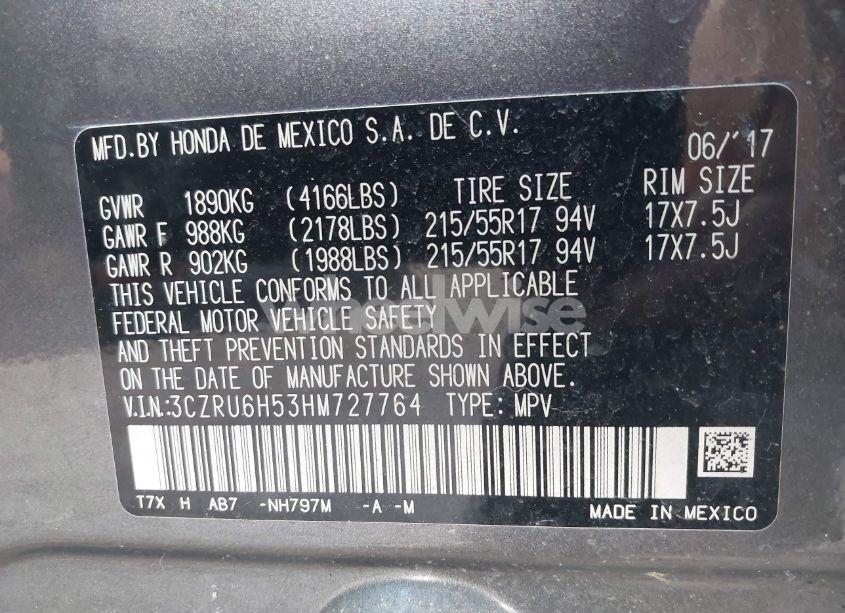 MFD.BY HONDA DE MEXICO S.A. DE C.V. 06/'17
GVWR 1890KG (4166LBS) TIRE SIZE RIM SIZE
GAWR F 988KG (2178LBS) 215/55R17 94V 17X7.5J
GAWR R 902KG (1988LBS) 215/55R17 94V 17X7.5J
THIS VEHICLE CONFORMS TO ALL APPLICABLE
FEDERAL MOTOR VEHICLE SAFETY
AND THEFT PREVENTION STANDARDS IN EFFECT
ON THE DATE OF MANUFACTURE SHOWN ABOVE.
V.I.N.:3CZRU6H53HM727764 TYPE: MPV
T7X H AB7 -NH797M -A -M MADE IN MEXICO
wheelwise